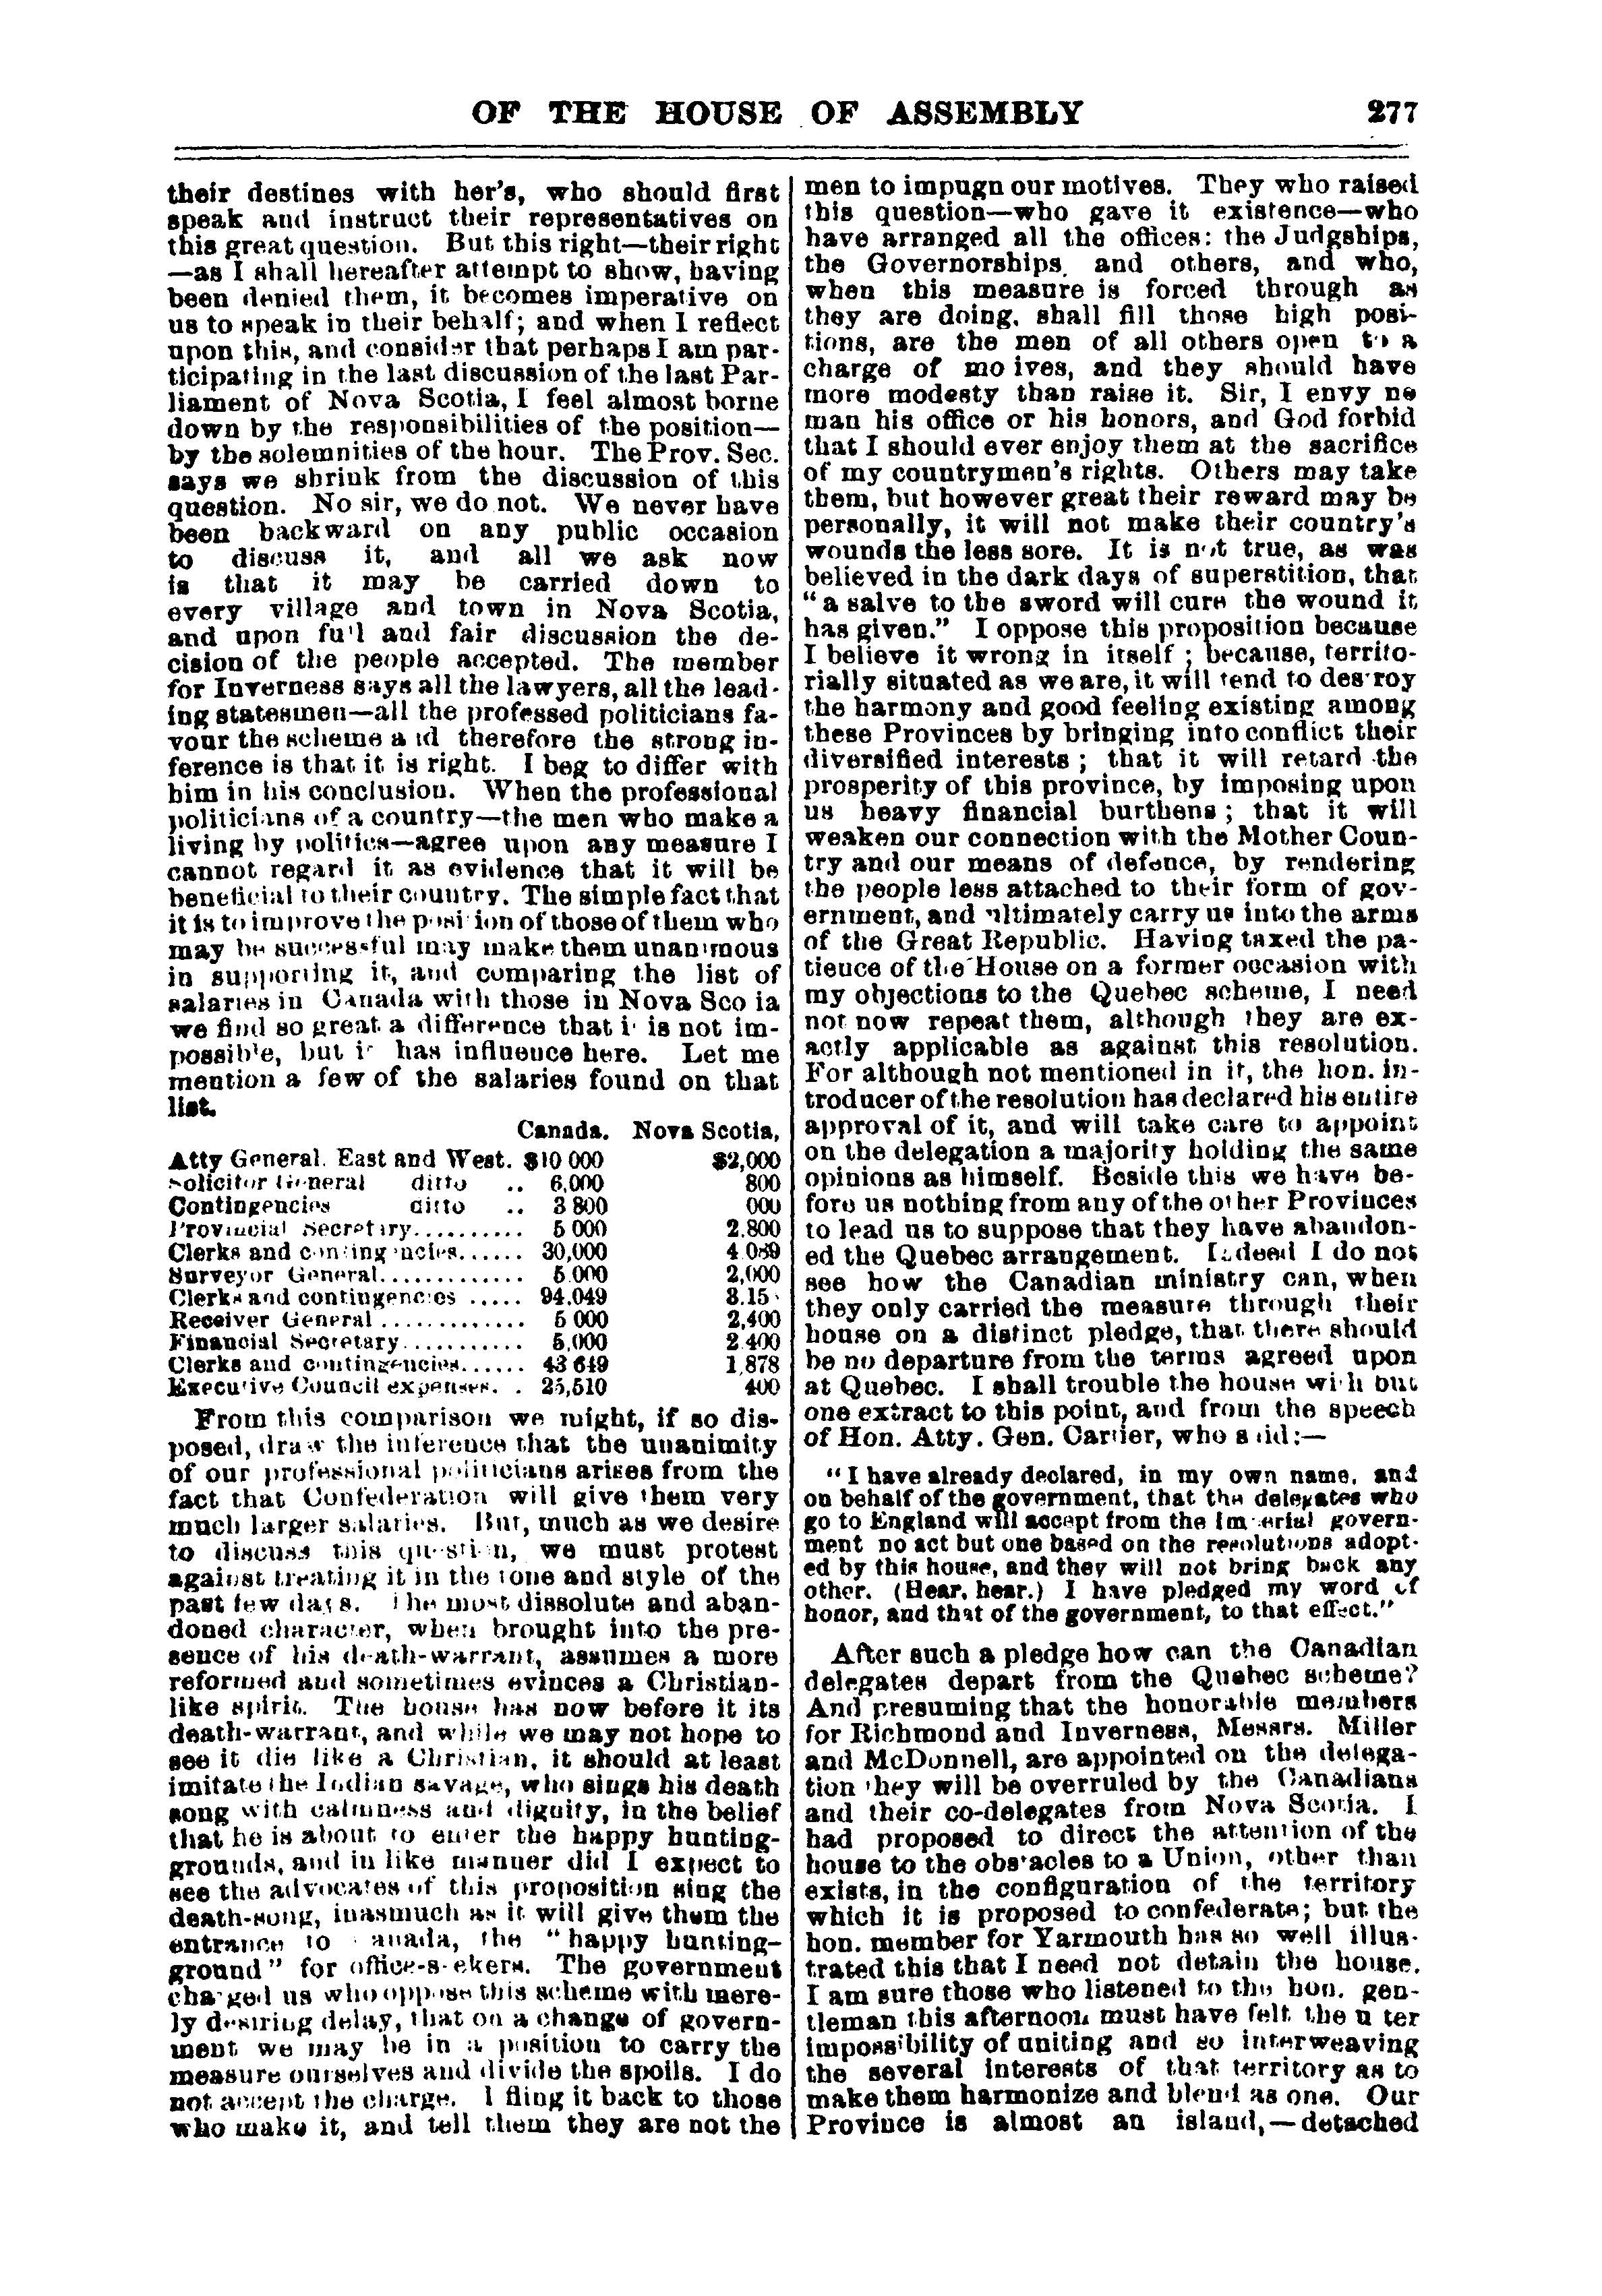 OF THE HOUSE OF ASSEMBLY 277
their destines with her's, who should first
speak and instruct their representatives on
this great question. But this right—their right
—as I shall hereafter attempt to show, having
been denied them, it becomes imperative on
us to speak in their behalf; and when I reflect
upon this, and consider that perhaps I am par-
ticipating in the last discussion of the last Par-
liament of Nova Scotia, I feel almost borne
down by the responsibilities of the position—
by the solemnities of the hour. The Prov. Sec.
says we shrink from the discussion of this
question. No sir, we do not. We never have
been backward on any public occasion
to discuss it, and all we ask now
is that it may be carried down to
every village and town in Nova Scotia,
and upon full and fair discussion the de-
cision of the people accepted. The member
for Inverness says all the lawyers, all the lead-
ing statesmen—all the professed politicians fa-
vour the scheme and therefore the strong in-
ference is that it is right. I beg to differ with
him in his conclusion. When the professional
politicians of a country—the men who make a
living by politics—agree upon any measure I
cannot regard it as evidence that it will be
beneficial to their country. The simple fact that
it is to improve the position of those of them who
may be successful may make them unanimous
in supporting it, and comparing the list of
salaries in Canada with those in Nova Scotia
we find so great a difference that it is not im-
possible, but it has influence here. Let me
mention a few of the salaries found on that
list.
Canada. Nova Scotia,
Atty General. East and West. $10 000 $2,000
Solicitor General ditto .. 6,000 800
Contingencies ditto .. 3 800 000
Provincial Secretary.......... 5 000 2.800
Clerks and contingencies...... 30,000 4 089
Surveyor General............. 5.000 2,000
Clerks and contingencies ..... 94.049 8.15
Receiver General ............. 5 000 2,400
Financial Secretary........... 5,000 2 400
Clerks and contingencies...... 43 649 1,878
Executive Council expenses. . 25,510 400
From this comparison we might, if so dis-
posed, draw the inference that the unanimity
of our professional politicians arises from the
fact that Confederation will give them very
much larger salaries. But, much as we desire
to discuss this question, we must protest
against treating it in the tone and style of the
past few days. The most dissolute and aban-
doned character, when brought into the pre-
sence of his death-warrant, assumes a more
reformed and sometimes evinces a Christian-
like spirit. The house has now before it its
death-warrant, and while we may not hope to
see it die like a Christian, it should at least
imitate the Indian savage, who sings his death
song with calmness and dignity, in the belief
that he is about to enter the happy hunting-
grounds, and in like manner did I expect to
see the advocates of this proposition sing the
death-song, inasmuch as it will give them the
entrance to anada, the "happy hunting-
ground" for office-seekers. The government
charged us who oppose this scheme with mere-
ly desiring delay, that on a change of govern-
ment we may be in a position to carry the
measure ourselves and divide the spoils. I do
not accept the charge. I fling it back to those
who make it, and tell them they are not the
men to impugn our motives. They who raised
this question—who gave it existence—who
have arranged all the offices: the Judgships,
the Governorships, and others, and who,
when this measure is forced through as
they are doing, shall fill those high posi-
tions, are the men of all others open to a
charge of mo ives, and they should have
more modesty than raise it. Sir, I envy no
man his office or his honors, and God forbid
that I should ever enjoy them at the sacrifice
of my countrymen's rights. Others may take
them, but however great their reward may be
personally, it will not make their country's
wounds the less sore. It is not true, as was
believed in the dark days of superstition, that
"a salve to the sword will cure the wound it
has given." I oppose this proposition because
I believe it wrong in itself; because, territo-
rially situated as we are, it will tend to destroy
the harmony and good feeling existing among
these Provinces by bringing into conflict their
diversified interests; that it will retard the
prosperity of this province, by imposing upon
us heavy financial burthens; that it will
weaken our connection with the Mother Coun-
try and our means of defence, by rendering
the people less attached to their form of gov-
ernment, and ultimately carry us into the arms
of the Great Republic. Having taxed the pa-
tience of the House on a former occasion with
my objections to the Quebec scheme, I need
not now repeat them, although they are ex-
actly applicable as against this resolution.
For although not mentioned in it, the hon. in-
troducer of the resolution has declared his entire
approval of it, and will take care to appoint
on the delegation a majority holding the same
opinions as himself. Beside this we have be-
fore us nothing from any of the other Provinces
to lead us to suppose that they have abandon-
ed the Quebec arrangement. Indeed I do not
see how the Canadian ministry can, when
they only carried the measure through their
house on a distinct pledge, that there should
be no departure from the terms agreed upon
at Quebec. I shall trouble the house with but
one extract to this point, and from the speech
of Hon. Atty. Gen. Cartier, who said:—
"I have already declared, in my own name, and
on behalf of the government, that the delegates who
go to England will accept from the Imperial govern-
ment no act but one based on the resolutions adopt-
ed by this house, and they will not bring back any
other. (Hear, hear.) I have pledged my word of
honor, and that of the government, to that effect."
After such a pledge how can the Canadian
delegates depart from the Quebec scheme?
And presuming that the honorable members
for Richmond and Inverness, Messrs. Miller
and McDonnell, are appointed on the delega-
tion they will be overruled by the Canadians
and their co-delegates from Nova Scotia. I
had proposed to direct the attention of the
house to the obstacles to a Union, other than
exists, in the configuration of the territory
which it is proposed to confederate; but the
hon. member for Yarmouth has so well illus-
trated this that I need not detain the house.
I am sure those who listened to the hon. gen-
tleman this afternoon must have felt the u ter
impossibility of uniting and so interweaving
the several interests of that territory as to
make them harmonize and blend as one. Our
Province is almost an island,—detached